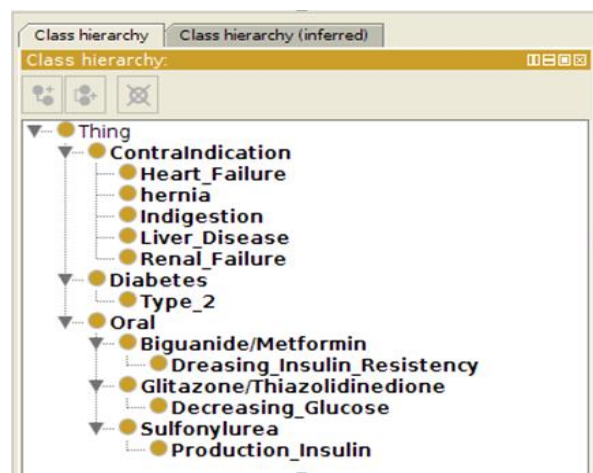 Class hierarchy Class hierarchy (inferred)
Class hierarchy:
Thing
ContraIndication
Heart_Failure
hernia
Indigestion
Liver_Disease
Renal_Failure
Diabetes
Type_2
Oral
Biguanide/Metformin
Dreasing_Insulin_Resistency
Glitazone/Thiazolidinedione
Decreasing_Glucose
Sulfonylurea
Production_Insulin